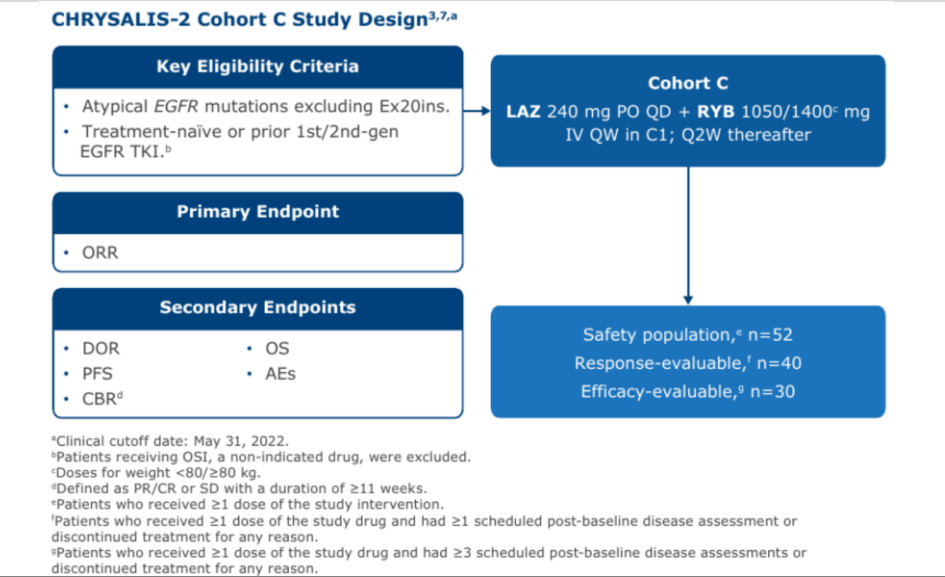 CHRYSALIS-2 Cohort C Study Design³,⁷,ᵃ
Key Eligibility Criteria
• Atypical EGFR mutations excluding Ex20ins.
• Treatment-naïve or prior 1st/2nd-gen
EGFR TKI.ᵇ
Cohort C
LAZ 240 mg PO QD + RYB 1050/1400ᶜ mg
IV QW in C1; Q2W thereafter
Primary Endpoint
• ORR
Secondary Endpoints
• DOR
• PFS
• CBRᵈ
• OS
• AEs
Safety population,ᵉ n=52
Response-evaluable,ᶠ n=40
Efficacy-evaluable,ᵍ n=30
ᵃClinical cutoff date: May 31, 2022.
ᵇPatients receiving OSI, a non-indicated drug, were excluded.
ᶜDoses for weight <80/≥80 kg.
ᵈDefined as PR/CR or SD with a duration of ≥11 weeks.
ᵉPatients who received ≥1 dose of the study intervention.
ᶠPatients who received ≥1 dose of the study drug and had ≥1 scheduled post-baseline disease assessment or
discontinued treatment for any reason.
ᵍPatients who received ≥1 dose of the study drug and had ≥3 scheduled post-baseline disease assessments or
discontinued treatment for any reason.